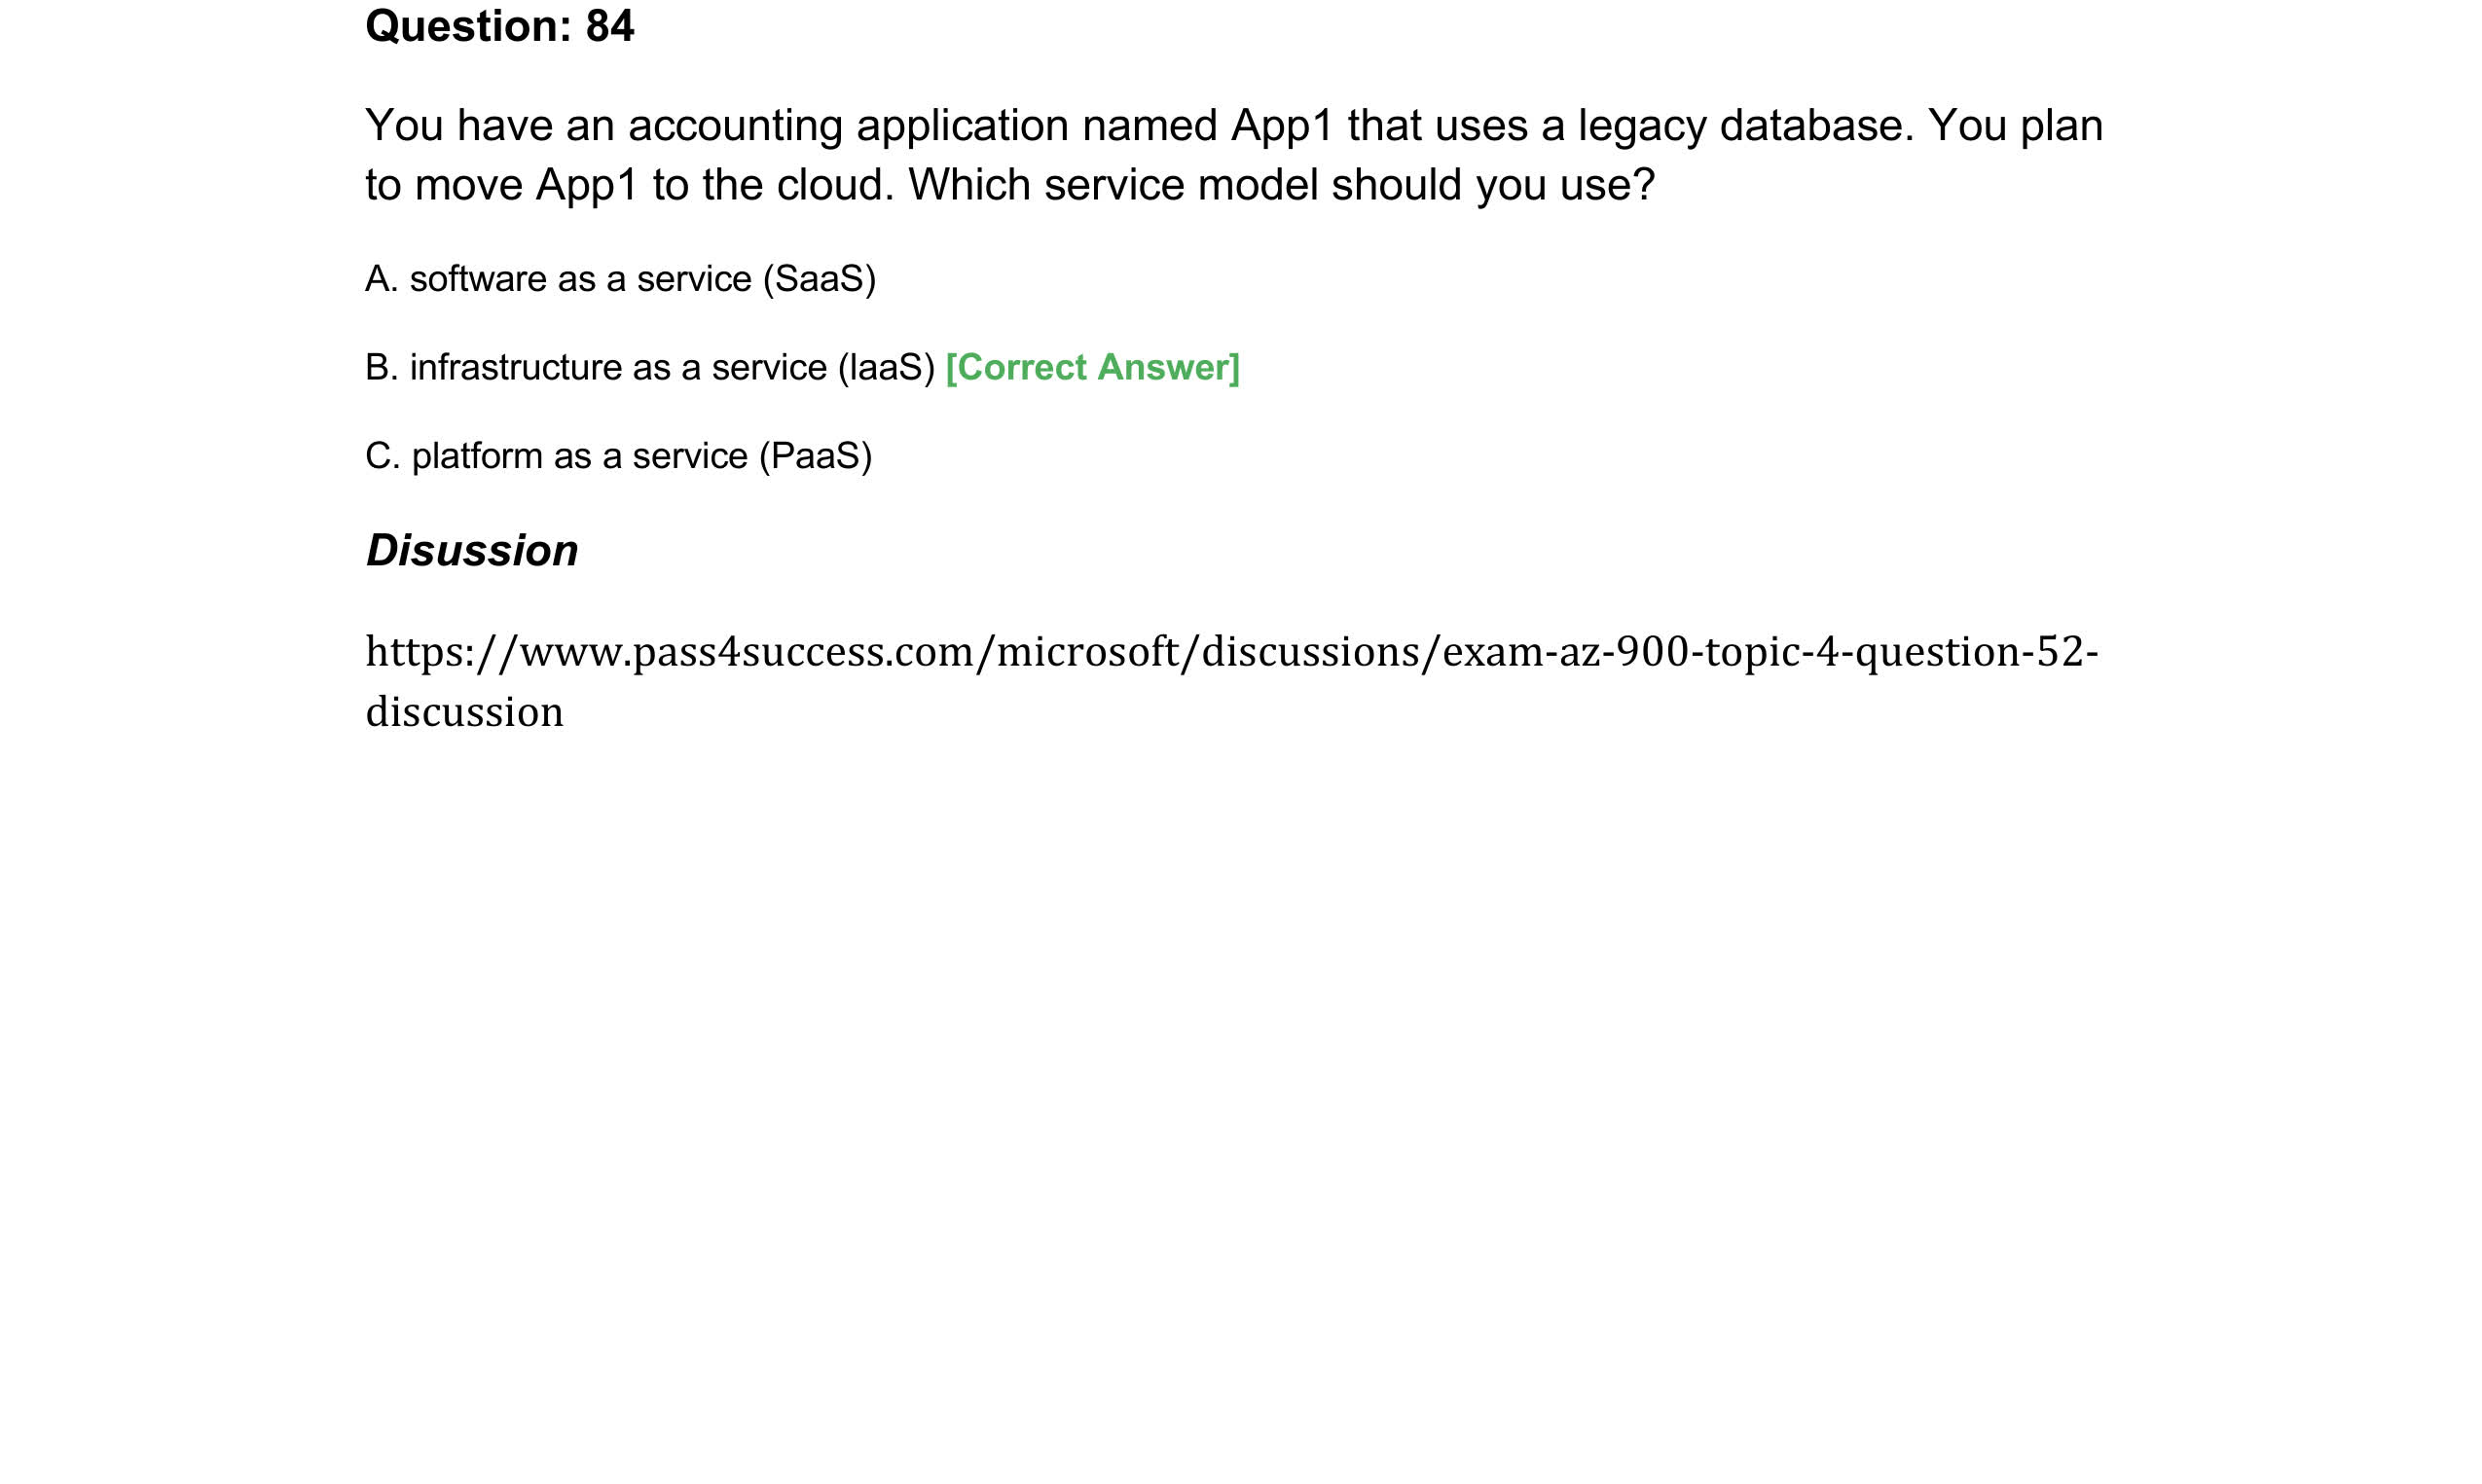 Question: 84
You have an accounting application named App1 that uses a legacy database. You plan
to move App1 to the cloud. Which service model should you use?
A. software as a service (SaaS)
B. infrastructure as a service (IaaS) [Correct Answer]
C. platform as a service (PaaS)
Disussion
https://www.pass4success.com/microsoft/discussions/exam-az-900-topic-4-question-52-
discussion